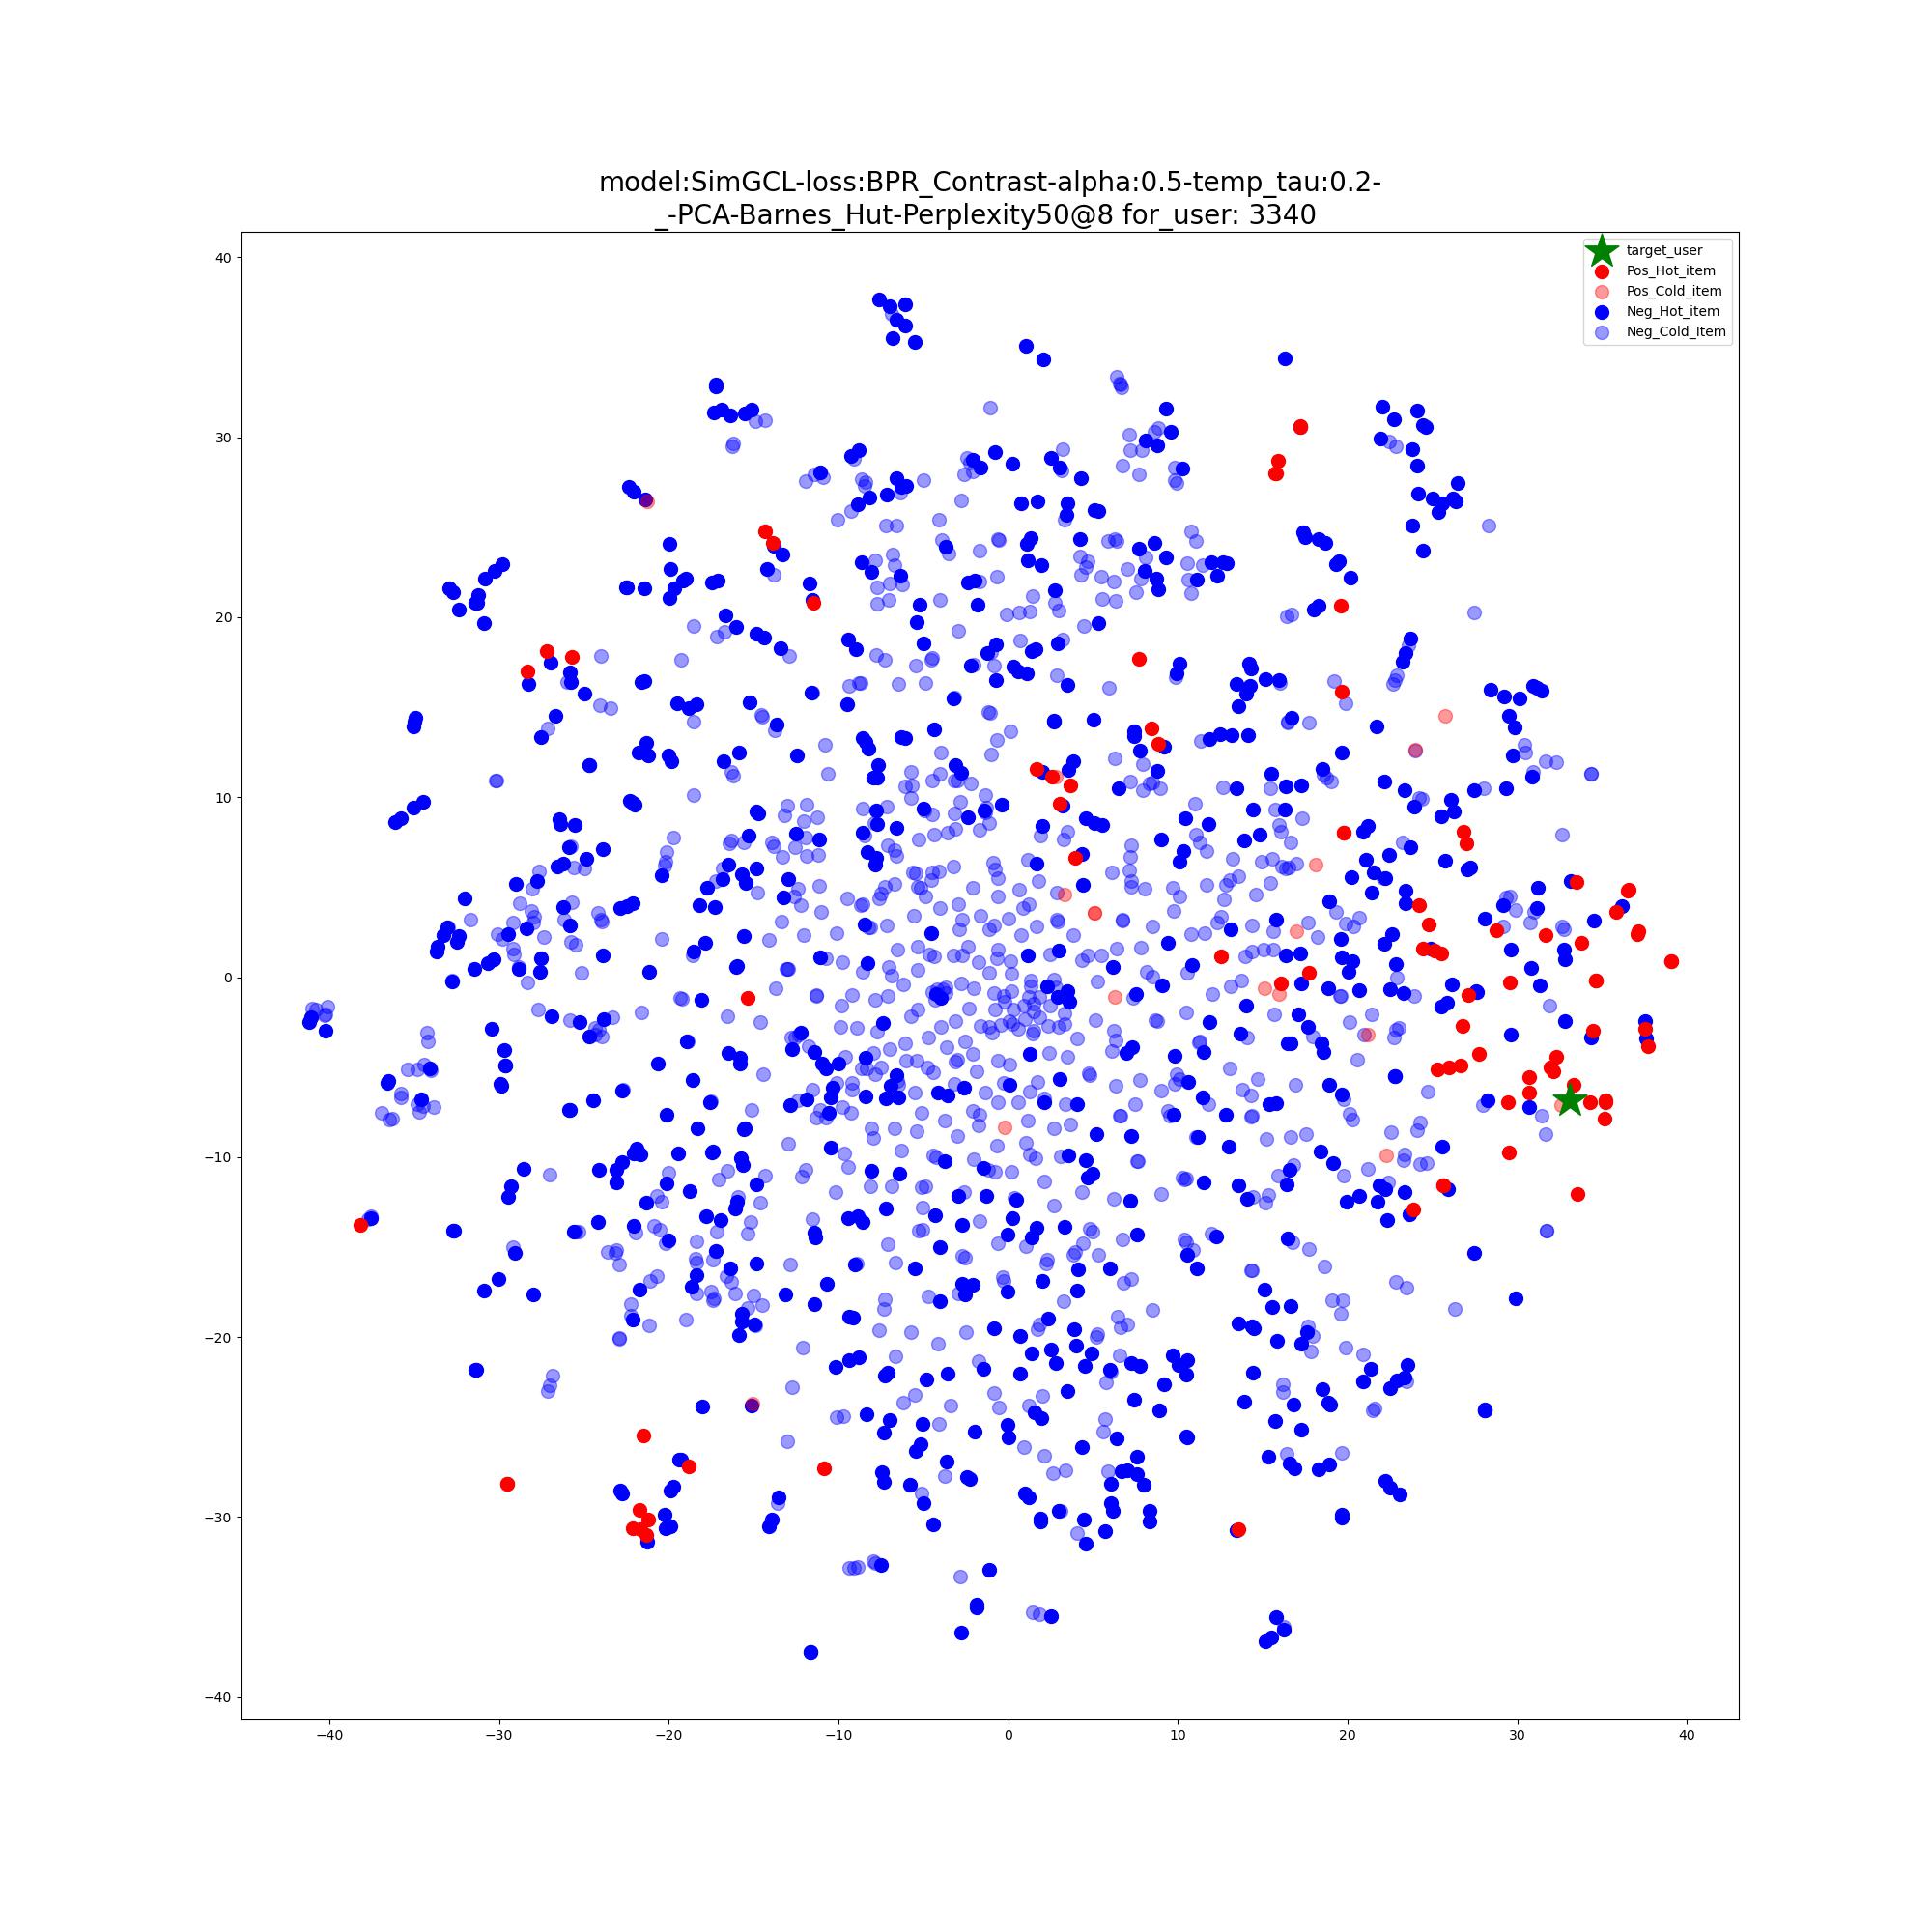 model:SimGCL-loss:BPR_Contrast-alpha:0.5-temp_tau:0.2-
_-PCA-Barnes_Hut-Perplexity50@8 for_user: 3340
target_user
Pos_Hot_item
Pos_Cold_item
Neg_Hot_item
Neg_Cold_Item
40
30
20
10
0
−10
−20
−30
−40
−40 −30 −20 −10 0 10 20 30 40